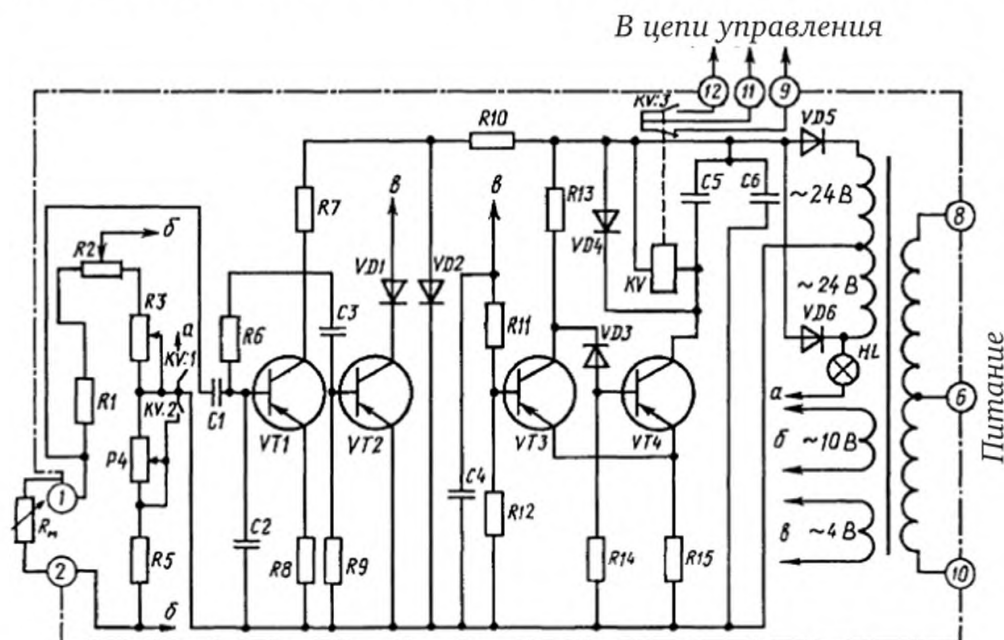 В цепи управления
12 11 9
KV:3
VD5
R10
в
в
C5
C6
R13
~24 В
8
R7
б
R2
VD4
VD1
VD2
KV
~24 В
R3
а
C3
R11
VD6
R6
VD3
HL
KV:1
R1
KV:2
C1
а
6
VT1
VT2
VT3
VT4
P4
б
~10 В
Питание
1
C4
Rм
R12
C2
в
~4 В
R5
R8
R9
R14
R15
2
10
б